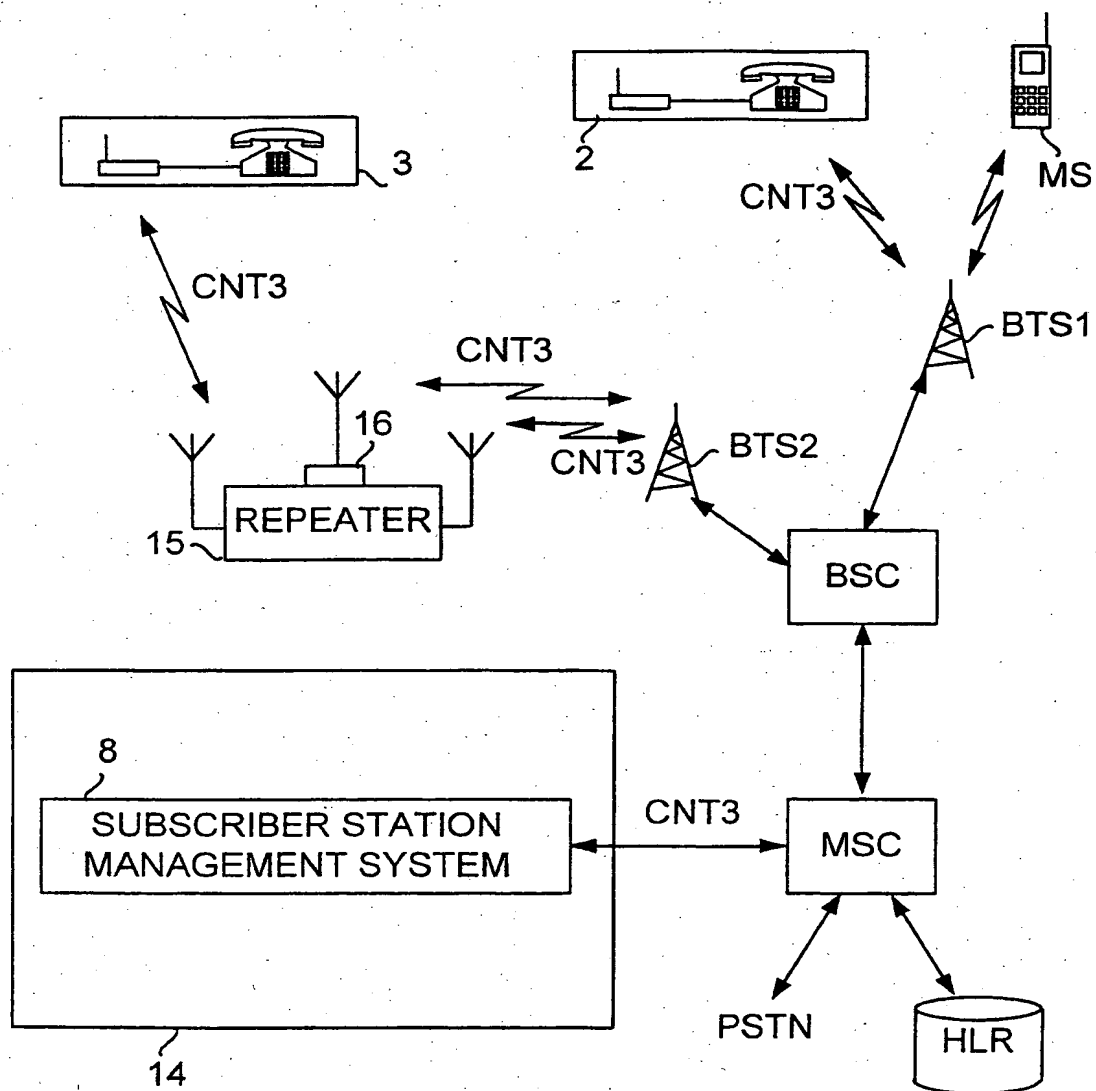 2
MS
3
CNT3
CNT3
BTS1
CNT3
16
CNT3
BTS2
REPEATER
15
BSC
8
SUBSCRIBER STATION
MANAGEMENT SYSTEM
CNT3
MSC
PSTN
HLR
14